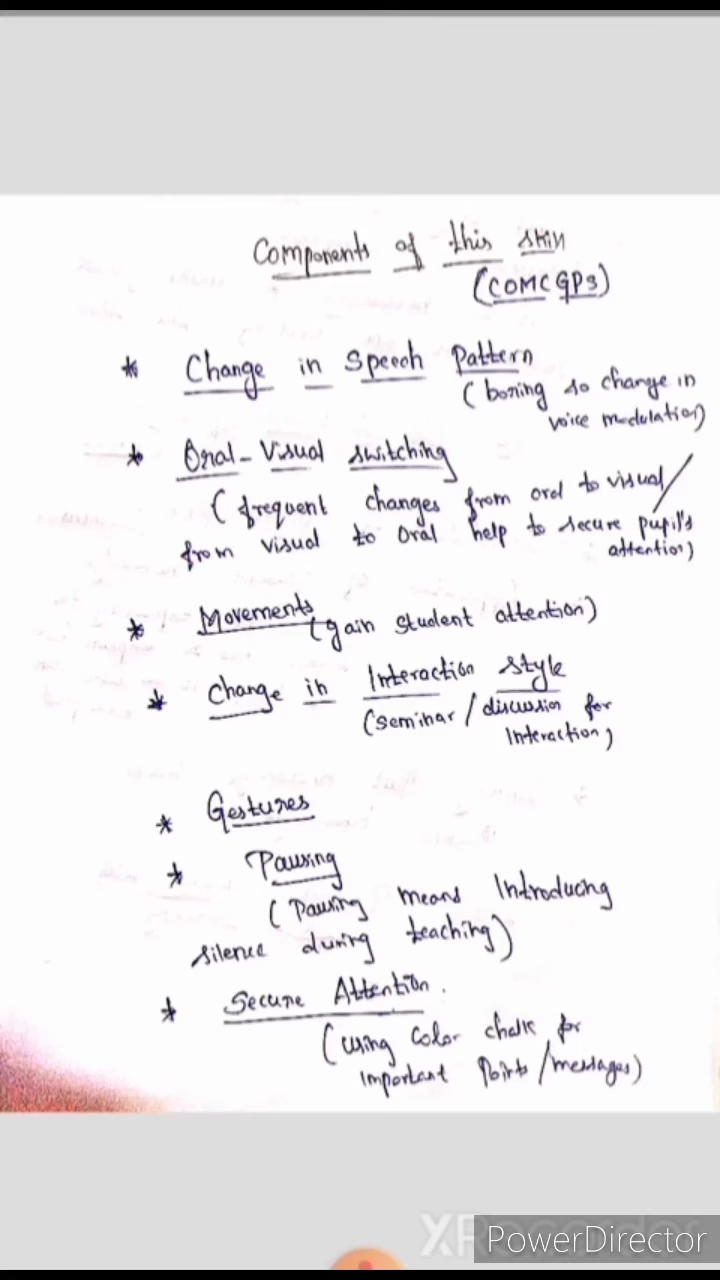 Components of this skill
(COMCGPS)
* Change in Speech Pattern
(boring so change in
voice modulation)
* Oral-Visual switching
(frequent changes from oral to visual/
from visual to oral help to secure pupil's
attention)
* Movements
(gain student attention)
* Change in Interaction Style
(seminar/discussion for
Interaction)
* Gestures
* Pausing
(Pausing means Introducing
silence during teaching)
* Secure Attention.
(using color chalk for
important Points/messages)
PowerDirector